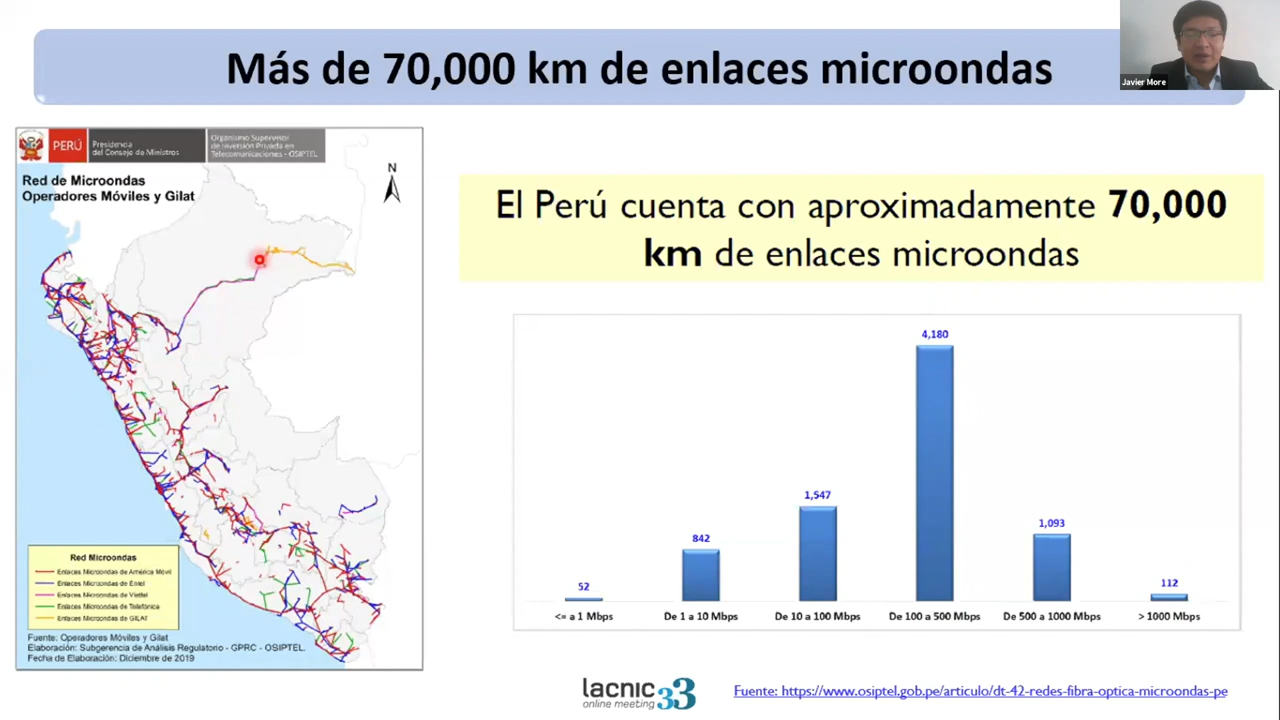 Más de 70,000 km de enlaces microondas
Javier More
PERÚ
Presidencia
del Consejo de Ministros
Organismo Supervisor
de Inversión Privada en
Telecomunicaciones - OSIPTEL
Red de Microondas
Operadores Móviles y Gilat
N
Red Microondas
Enlaces Microondas de América Móvil
Enlaces Microondas de Entel
Enlaces Microondas de Viettel
Enlaces Microondas de Telefónica
Enlaces Microondas de GILAT
Fuente: Operadores Móviles y Gilat
Elaboración: Subgerencia de Análisis Regulatorio - GPRC - OSIPTEL.
Fecha de Elaboración: Diciembre de 2019
El Perú cuenta con aproximadamente 70,000
km de enlaces microondas
52
842
1,547
4,180
1,093
112
<= a 1 Mbps
De 1 a 10 Mbps
De 10 a 100 Mbps
De 100 a 500 Mbps
De 500 a 1000 Mbps
> 1000 Mbps
lacnic 33
online meeting
Fuente: https://www.osiptel.gob.pe/articulo/dt-42-redes-fibra-optica-microondas-pe